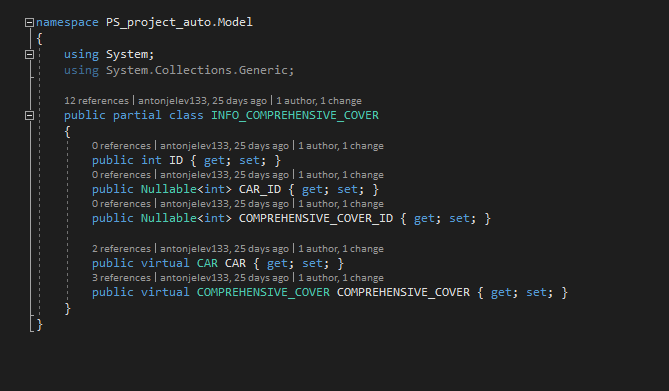 namespace PS_project_auto.Model
{
using System;
using System.Collections.Generic;
12 references | antonjelev133, 25 days ago | 1 author, 1 change
public partial class INFO_COMPREHENSIVE_COVER
{
0 references | antonjelev133, 25 days ago | 1 author, 1 change
public int ID { get; set; }
0 references | antonjelev133, 25 days ago | 1 author, 1 change
public Nullable<int> CAR_ID { get; set; }
0 references | antonjelev133, 25 days ago | 1 author, 1 change
public Nullable<int> COMPREHENSIVE_COVER_ID { get; set; }
2 references | antonjelev133, 25 days ago | 1 author, 1 change
public virtual CAR CAR { get; set; }
3 references | antonjelev133, 25 days ago | 1 author, 1 change
public virtual COMPREHENSIVE_COVER COMPREHENSIVE_COVER { get; set; }
}
}